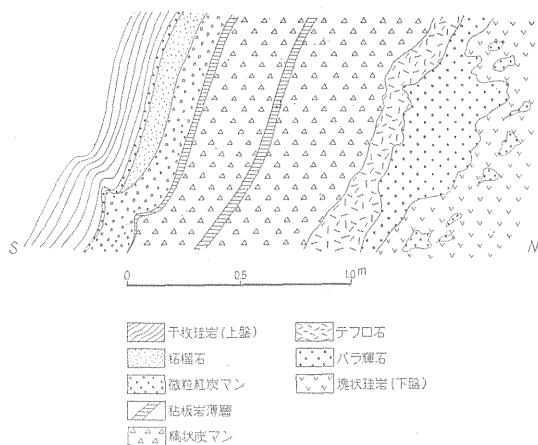 S
N
0 0.5 1.0 m
千枚珪岩(上盤)
柘榴石
微粒紅炭マン
粘板岩薄層
縞状炭マン
テフロ石
バラ輝石
塊状珪岩(下盤)